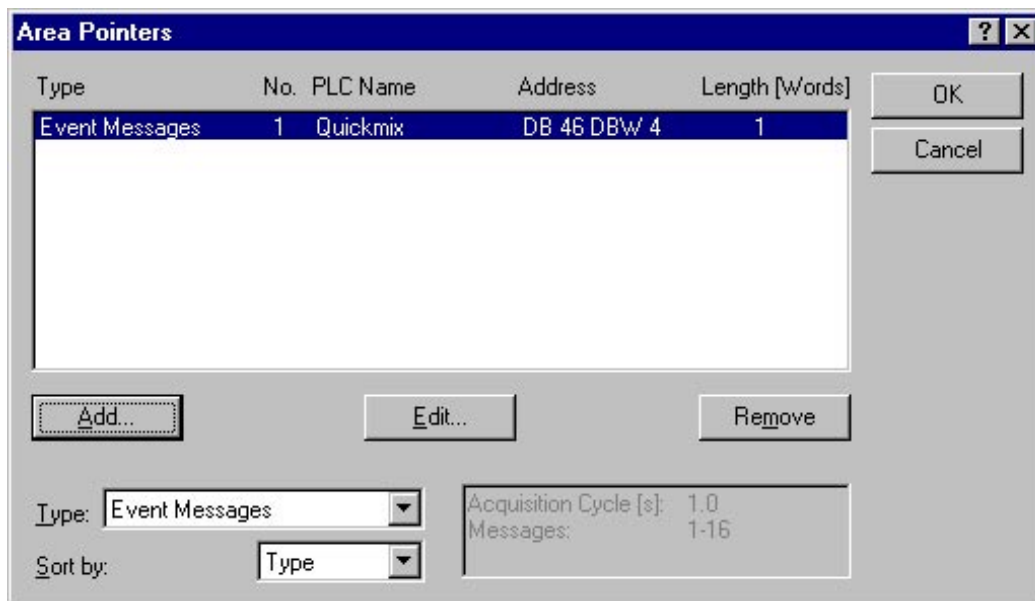 Area Pointers
Type No. PLC Name Address Length [Words]
Event Messages 1 Quickmix DB 46 DBW 4 1
OK
Cancel
Add... Edit... Remove
Type: Event Messages
Sort by: Type
Acquisition Cycle [s]: 1.0
Messages: 1-16